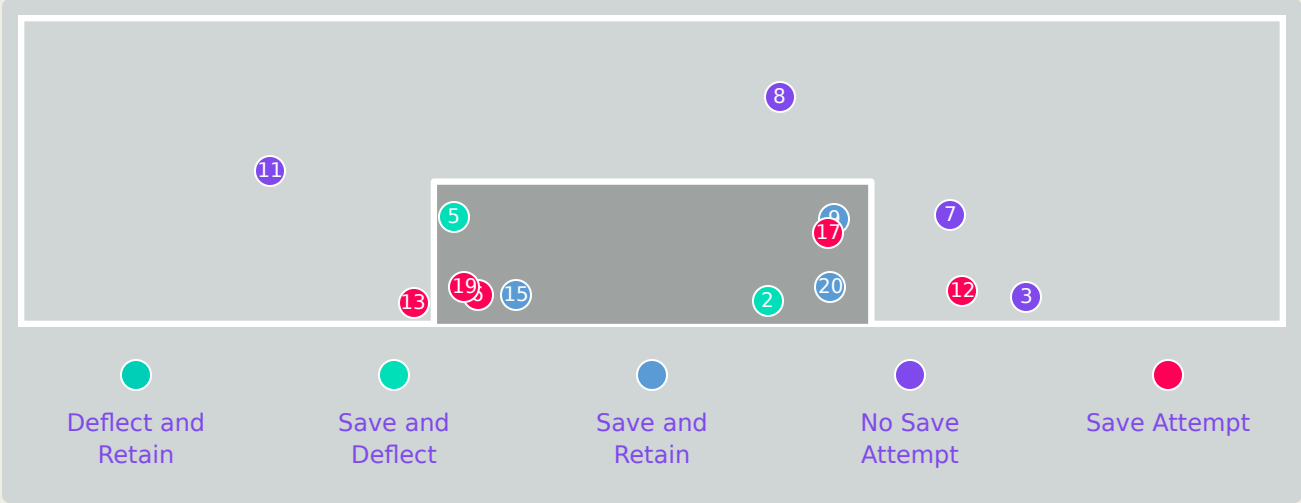 8
11
5
9
7
17
19
6
15
20
2
12
3
13
Deflect and
Retain
Save and
Deflect
Save and
Retain
No Save
Attempt
Save Attempt